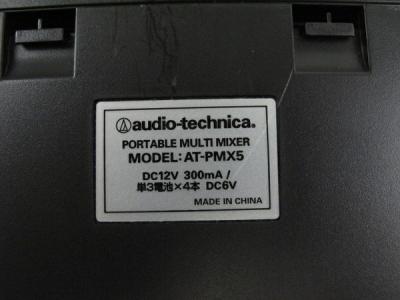 audio-technica®
PORTABLE MULTI MIXER
MODEL: AT-PMX5
DC12V 300mA /
単3電池×4本 DC6V
MADE IN CHINA